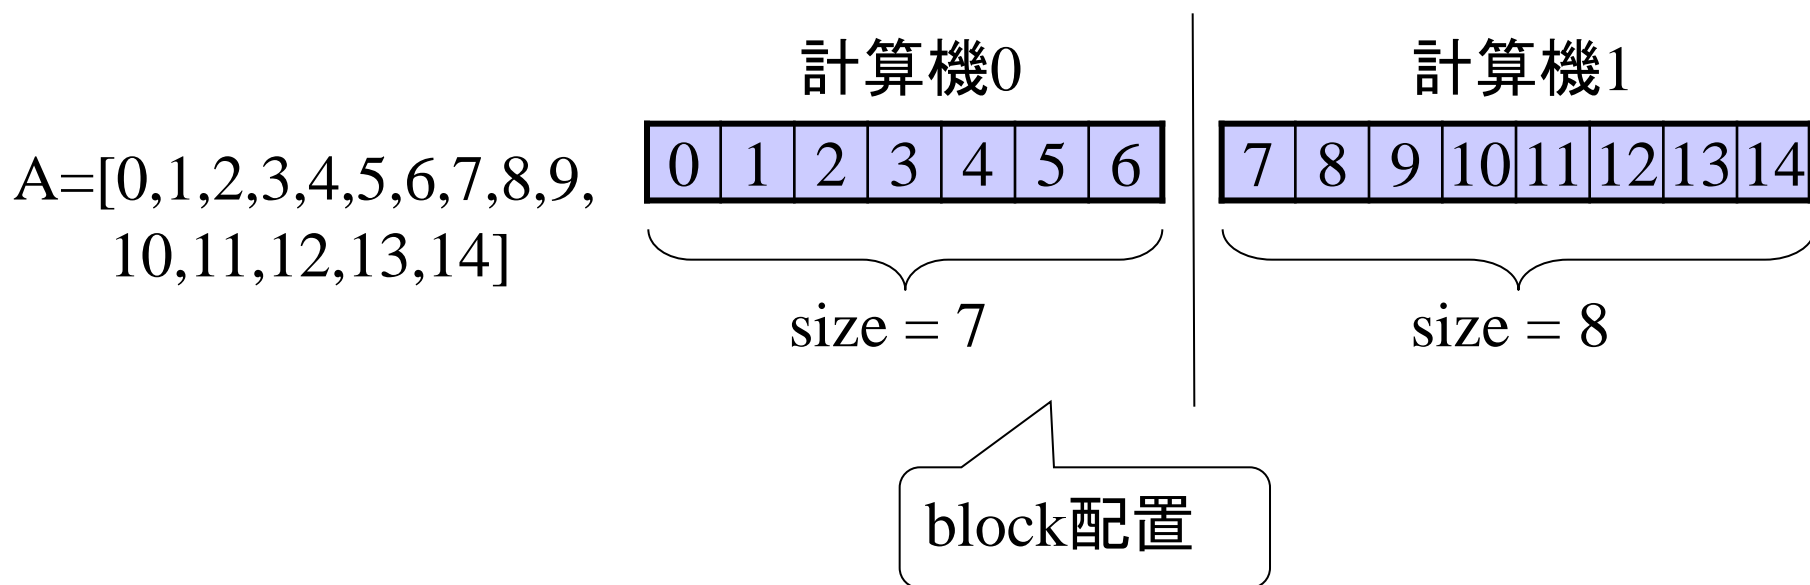 計算機0
計算機1
A=[0,1,2,3,4,5,6,7,8,9,
10,11,12,13,14]
0 1 2 3 4 5 6
7 8 9 10 11 12 13 14
size = 7
size = 8
block配置